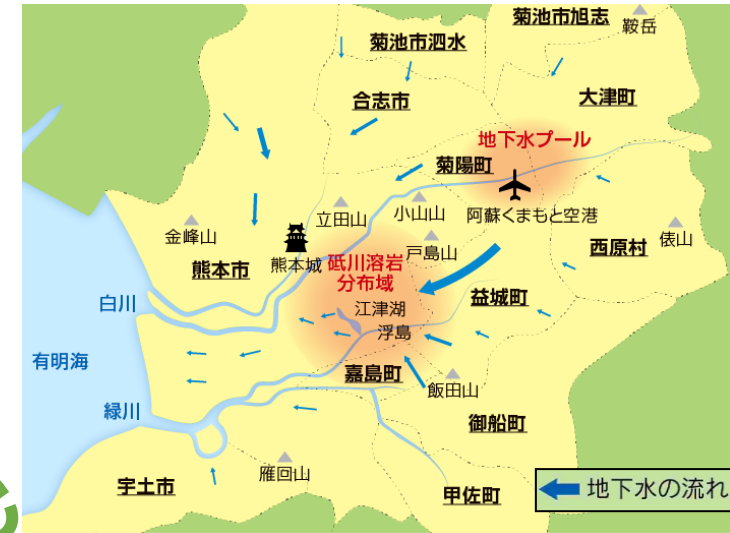 菊池市旭志
鞍岳
菊池市泗水
大津町
合志市
地下水プール
菊陽町
阿蘇くまもと空港
立田山
小山山
戸島山
俵山
西原村
金峰山
熊本城
熊本市
砥川溶岩
分布域
益城町
江津湖
浮島
白川
有明海
嘉島町
飯田山
緑川
御船町
雁回山
宇土市
甲佐町
地下水の流れ